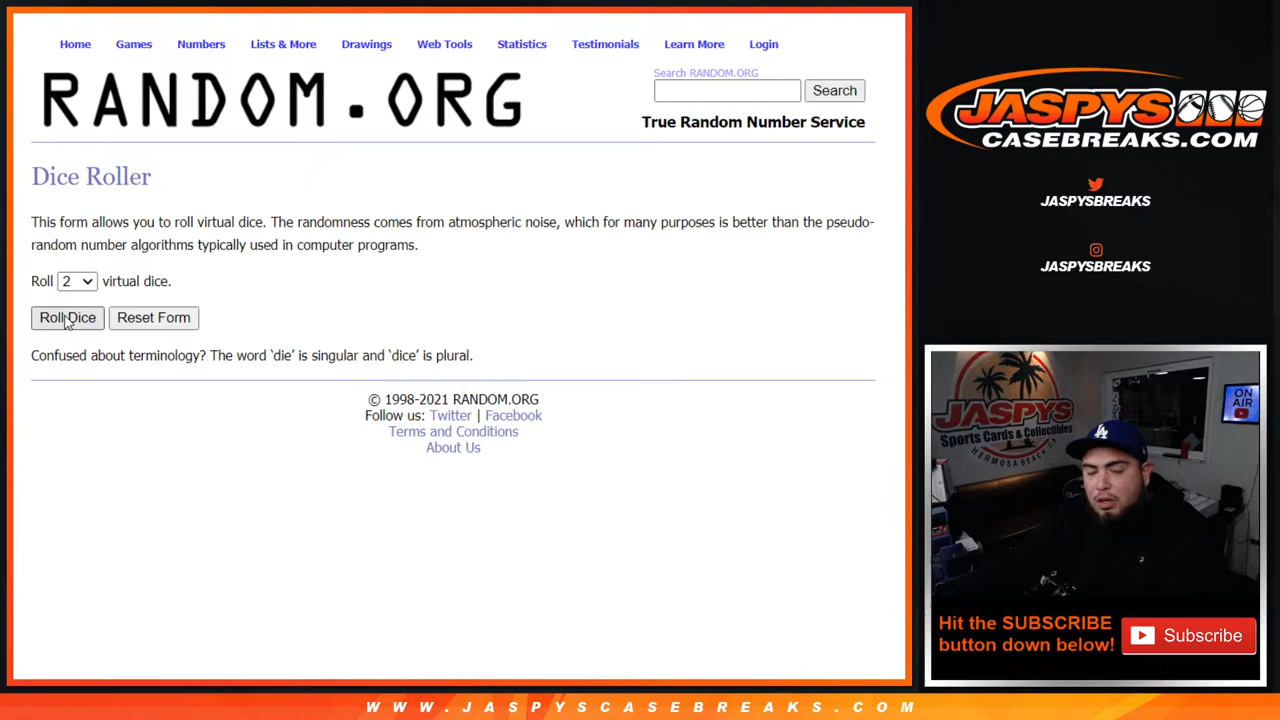 Home Games Numbers Lists & More Drawings Web Tools Statistics Testimonials Learn More Login
RANDOM.ORG
Search RANDOM.ORG
Search
True Random Number Service
Dice Roller
This form allows you to roll virtual dice. The randomness comes from atmospheric noise, which for many purposes is better than the pseudo-
random number algorithms typically used in computer programs.
Roll 2 virtual dice.
Roll Dice Reset Form
Confused about terminology? The word ‘die’ is singular and ‘dice’ is plural.
© 1998-2021 RANDOM.ORG
Follow us: Twitter | Facebook
Terms and Conditions
About Us
JASPYS
CASEBREAKS.COM
JASPYSBREAKS
JASPYSBREAKS
JASPYS
Sports Cards & Collectibles
HERMOSA BEACH, CA
ON
AIR
Hit the SUBSCRIBE
button down below!
Subscribe
WWW.JASPYSCASEBREAKS.COM